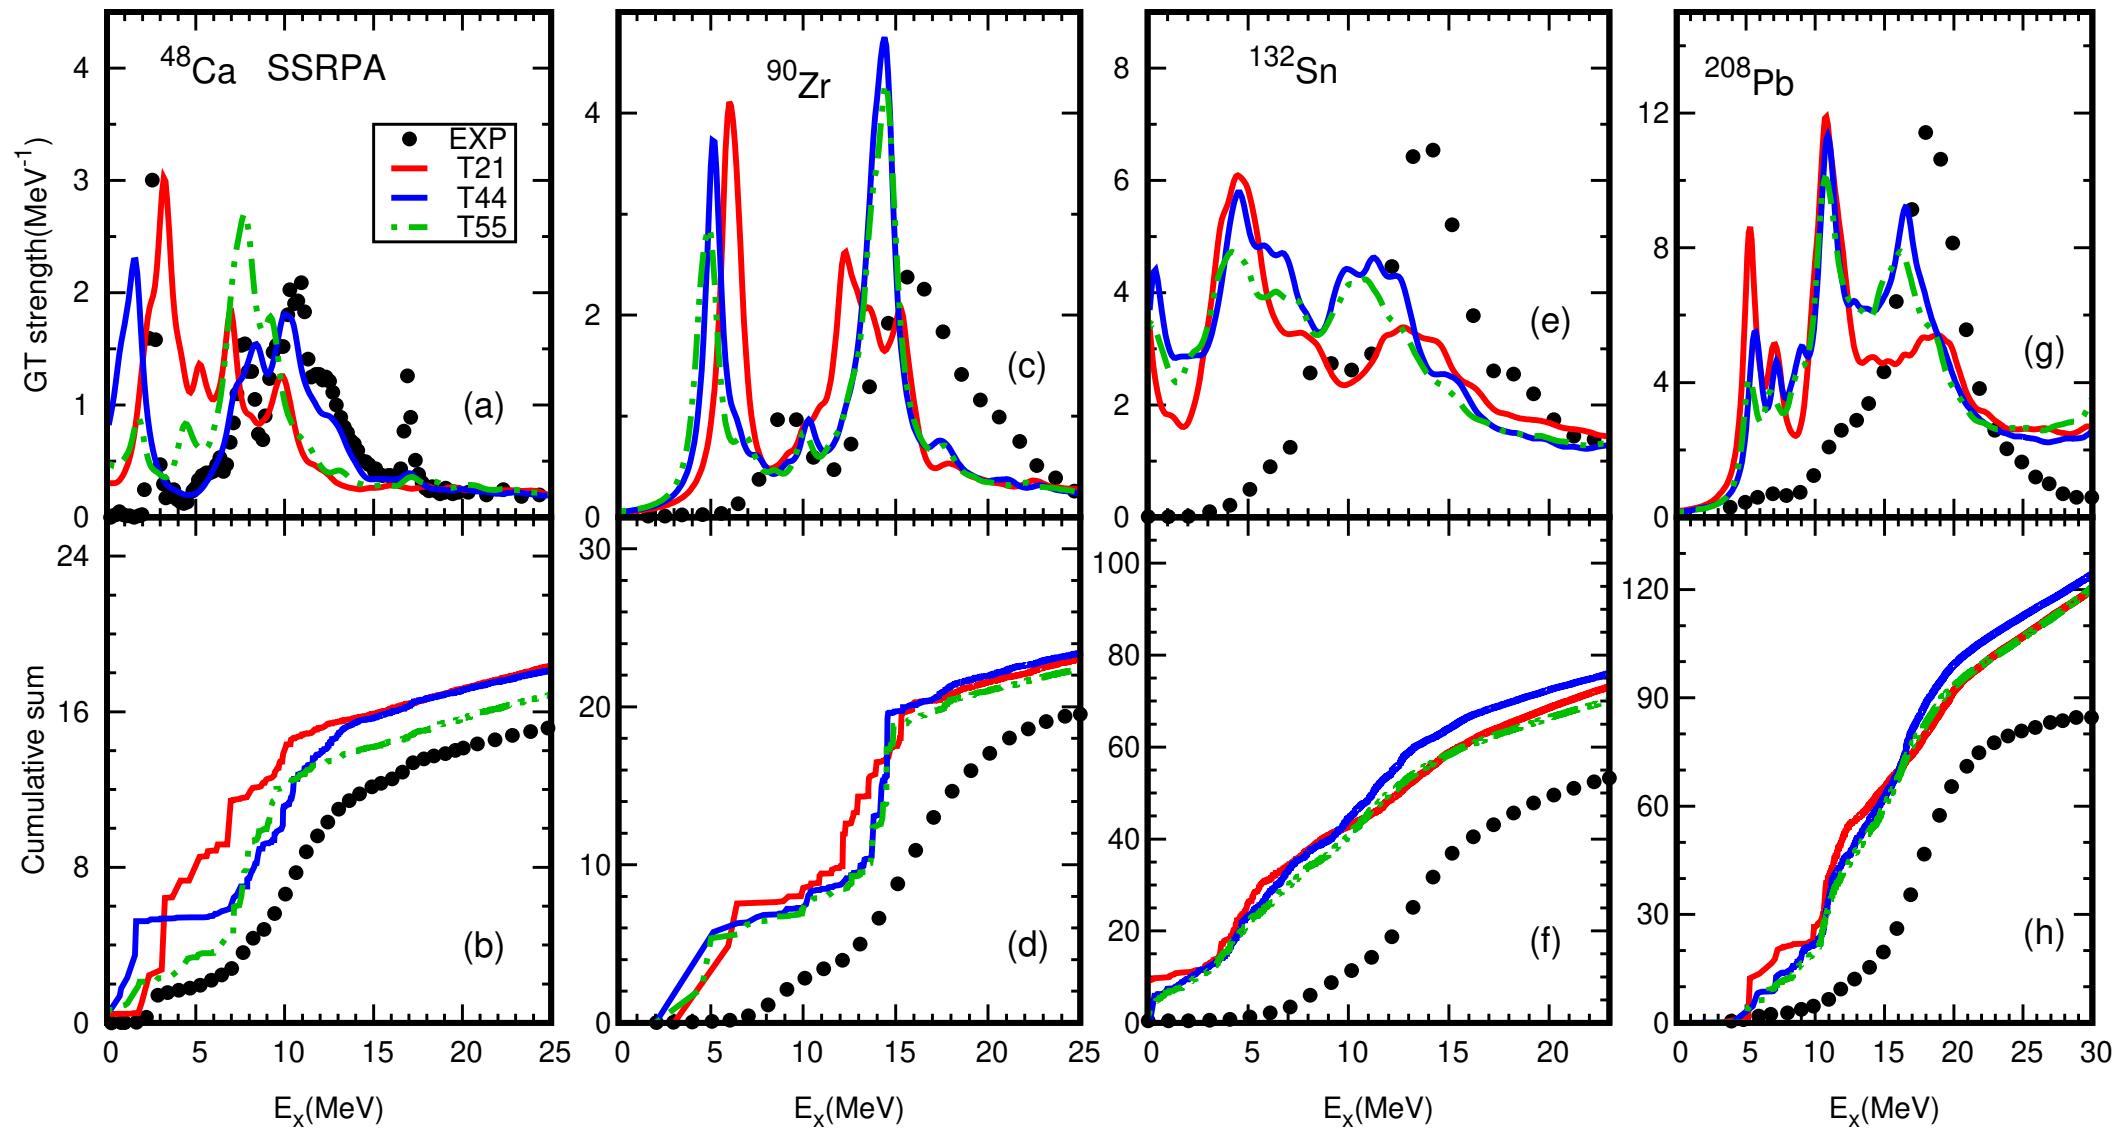 ⁴⁸Ca SSRPA
⁹⁰Zr
¹³²Sn
²⁰⁸Pb
EXP
T21
T44
T55
GT strength(MeV⁻¹)
4
3
2
1
0
(a)
4
2
0
(c)
8
6
4
2
0
(e)
12
8
4
0
(g)
Cumulative sum
24
16
8
0
(b)
30
20
10
0
(d)
100
80
60
40
20
0
(f)
120
90
60
30
0
(h)
0 5 10 15 20 25
0 5 10 15 20 25
0 5 10 15 20
0 5 10 15 20 25 30
Eₓ(MeV)
Eₓ(MeV)
Eₓ(MeV)
Eₓ(MeV)